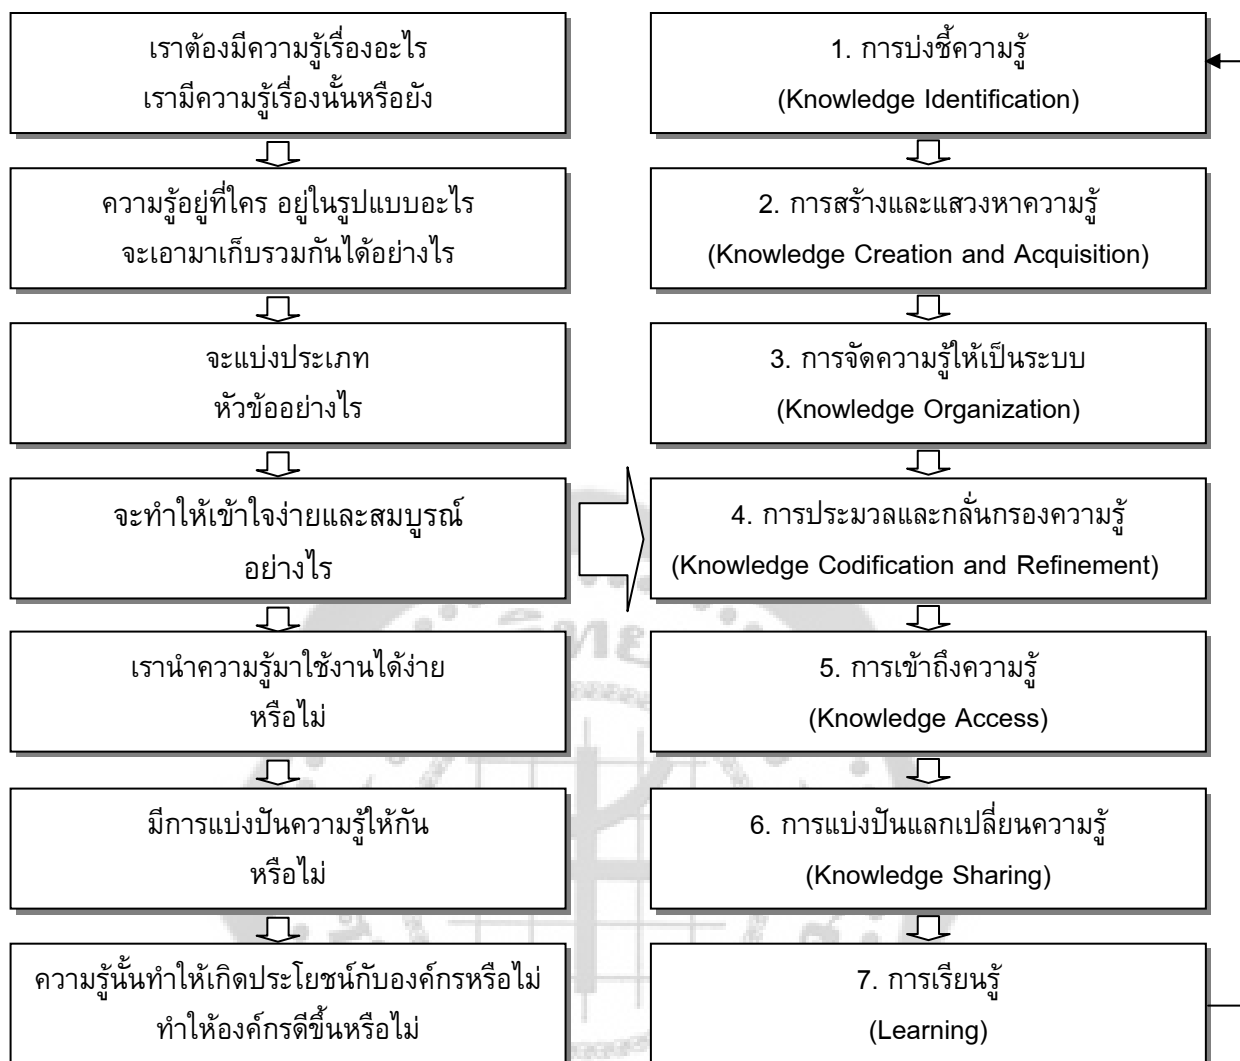 เราต้องมีความรู้เรื่องอะไร
เรามีความรู้เรื่องนั้นหรือยัง
ความรู้อยู่ที่ใคร อยู่ในรูปแบบอะไร
จะเอามาเก็บรวมกันได้อย่างไร
จะแบ่งประเภท
หัวข้ออย่างไร
จะทำให้เข้าใจง่ายและสมบูรณ์
อย่างไร
เรานำความรู้มาใช้งานได้ง่าย
หรือไม่
มีการแบ่งปันความรู้ให้กัน
หรือไม่
ความรู้นั้นทำให้เกิดประโยชน์กับองค์กรหรือไม่
ทำให้องค์กรดีขึ้นหรือไม่
1. การบ่งชี้ความรู้
(Knowledge Identification)
2. การสร้างและแสวงหาความรู้
(Knowledge Creation and Acquisition)
3. การจัดความรู้ให้เป็นระบบ
(Knowledge Organization)
4. การประมวลและกลั่นกรองความรู้
(Knowledge Codification and Refinement)
5. การเข้าถึงความรู้
(Knowledge Access)
6. การแบ่งปันแลกเปลี่ยนความรู้
(Knowledge Sharing)
7. การเรียนรู้
(Learning)